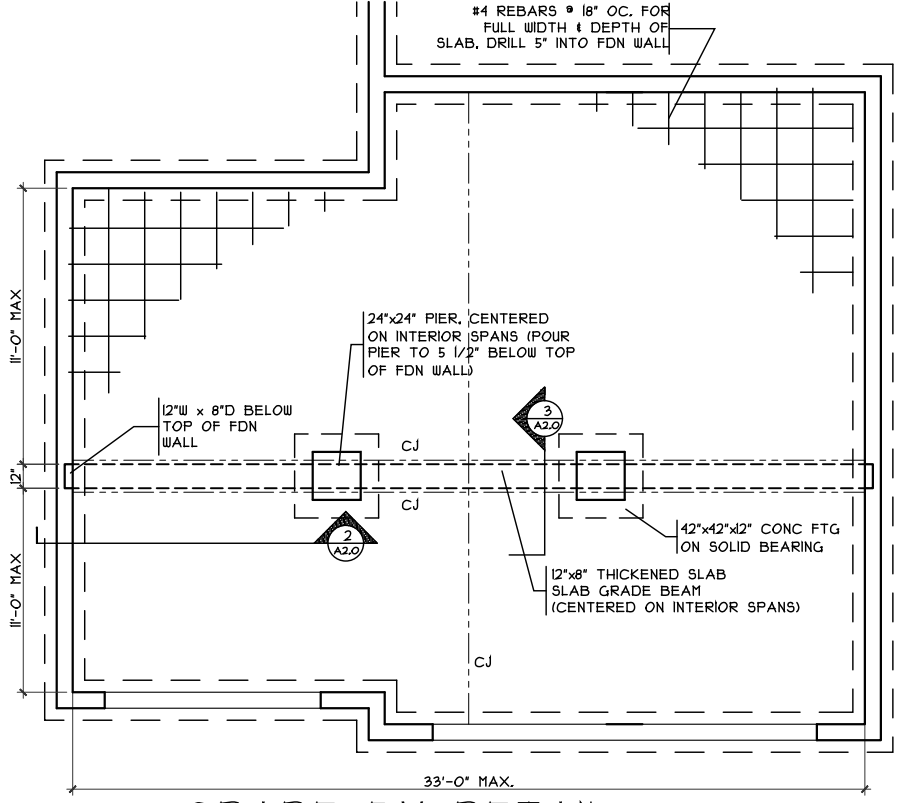 #4 REBARS @ 18" OC. FOR
FULL WIDTH & DEPTH OF
SLAB, DRILL 5" INTO FDN WALL
11'-0" MAX
24"x24" PIER, CENTERED
ON INTERIOR SPANS (POUR
PIER TO 5 1/2" BELOW TOP
OF FDN WALL)
12"W x 8"D BELOW
TOP OF FDN
WALL
3
A2.0
CJ
12"
CJ
2
A2.0
42"x42"x12" CONC FTG
ON SOLID BEARING
12"x8" THICKENED SLAB
SLAB GRADE BEAM
(CENTERED ON INTERIOR SPANS)
11'-0" MAX
CJ
33'-0" MAX.